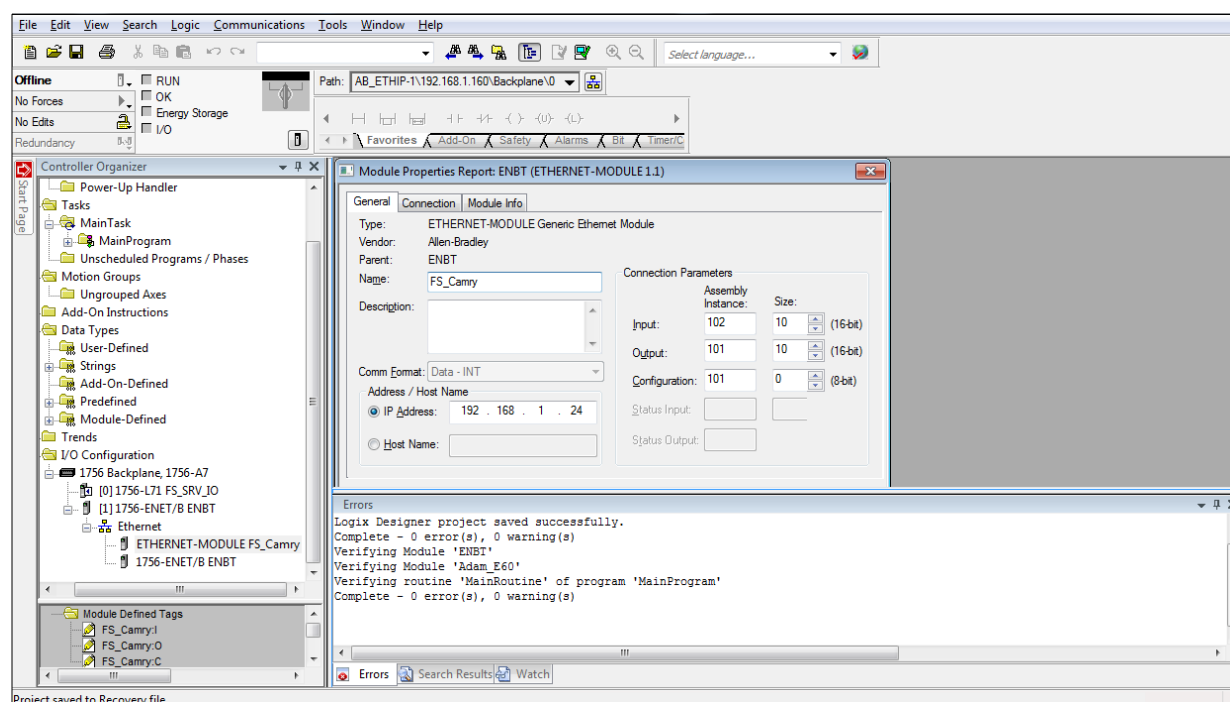 File Edit View Search Logic Communications Tools Window Help
Select language...
Offline
RUN
No Forces
OK
No Edits
Energy Storage
Redundancy
I/O
Path: AB_ETHIP-1\192.168.1.160\Backplane\0
Favorites Add-On Safety Alarms Bit Timer/C
Start Page
Controller Organizer
Power-Up Handler
Tasks
MainTask
MainProgram
Unscheduled Programs / Phases
Motion Groups
Ungrouped Axes
Add-On Instructions
Data Types
User-Defined
Strings
Add-On-Defined
Predefined
Module-Defined
Trends
I/O Configuration
1756 Backplane, 1756-A7
[0] 1756-L71 FS_SRV_IO
[1] 1756-ENET/B ENBT
Ethernet
ETHERNET-MODULE FS_Camry
1756-ENET/B ENBT
Module Defined Tags
FS_Camry:I
FS_Camry:O
FS_Camry:C
Module Properties Report: ENBT (ETHERNET-MODULE 1.1)
General Connection Module Info
Type: ETHERNET-MODULE Generic Ethernet Module
Vendor: Allen-Bradley
Parent: ENBT
Name: FS_Camry
Description:
Comm Format: Data - INT
Address / Host Name
IP Address: 192 . 168 . 1 . 24
Host Name:
Connection Parameters
Assembly Instance: Size:
Input: 102 10 (16-bit)
Output: 101 10 (16-bit)
Configuration: 101 0 (8-bit)
Status Input:
Status Output:
Errors
Logix Designer project saved successfully.
Complete - 0 error(s), 0 warning(s)
Verifying Module 'ENBT'
Verifying Module 'Adam_E60'
Verifying routine 'MainRoutine' of program 'MainProgram'
Complete - 0 error(s), 0 warning(s)
Errors Search Results Watch
Project saved to Recovery file